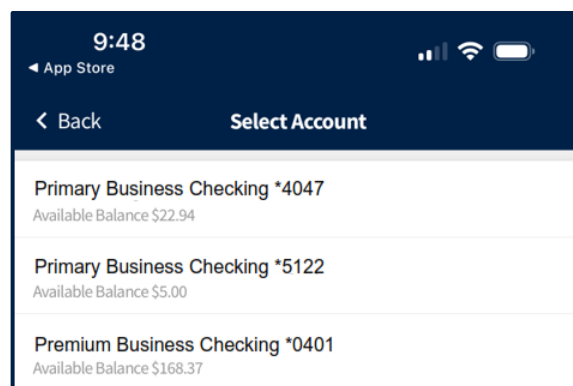 9:48
◀ App Store
< Back Select Account
Primary Business Checking *4047
Available Balance $22.94
Primary Business Checking *5122
Available Balance $5.00
Premium Business Checking *0401
Available Balance $168.37